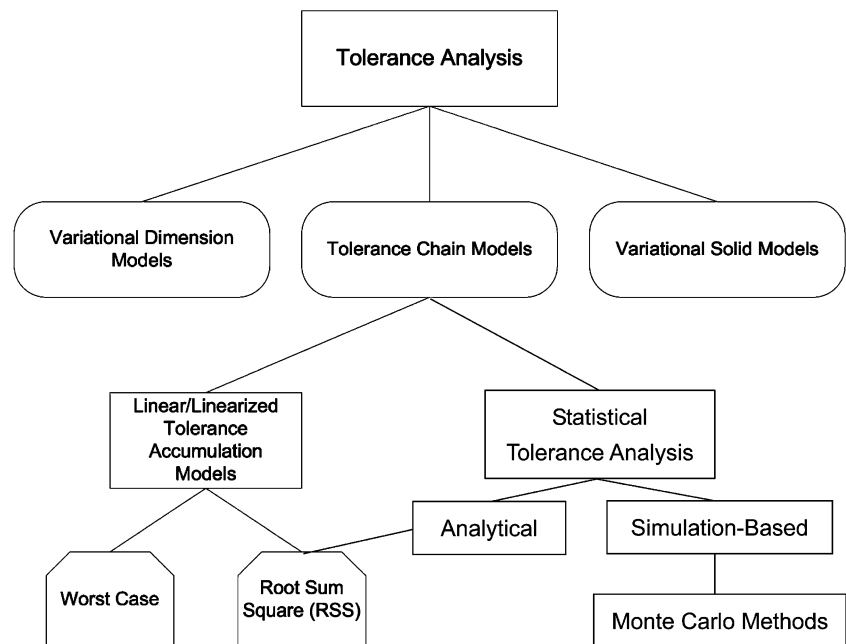 Tolerance Analysis
Variational Dimension
Models
Tolerance Chain Models
Variational Solid Models
Linear/Linearized
Tolerance
Accumulation
Models
Statistical
Tolerance Analysis
Analytical
Simulation-Based
Worst Case
Root Sum
Square (RSS)
Monte Carlo Methods